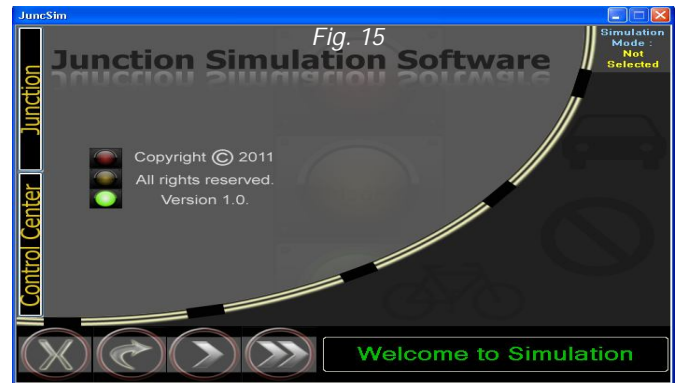 JuncSim
Fig. 15
Junction Simulation Software
Simulation
Mode :
Not
Selected
Junction
Control Center
Copyright © 2011
All rights reserved.
Version 1.0.
Welcome to Simulation